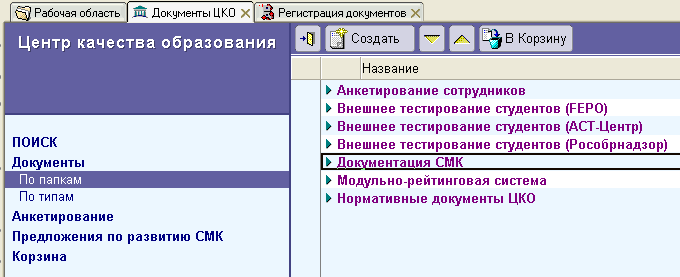 Рабочая область
Документы ЦКО
Регистрация документов
Центр качества образования
Создать
В Корзину
Название
ПОИСК
Документы
По папкам
По типам
Анкетирование
Предложения по развитию СМК
Корзина
Анкетирование сотрудников
Внешнее тестирование студентов (FEPO)
Внешнее тестирование студентов (АСТ-Центр)
Внешнее тестирование студентов (Рособрнадзор)
Документация СМК
Модульно-рейтинговая система
Нормативные документы ЦКО